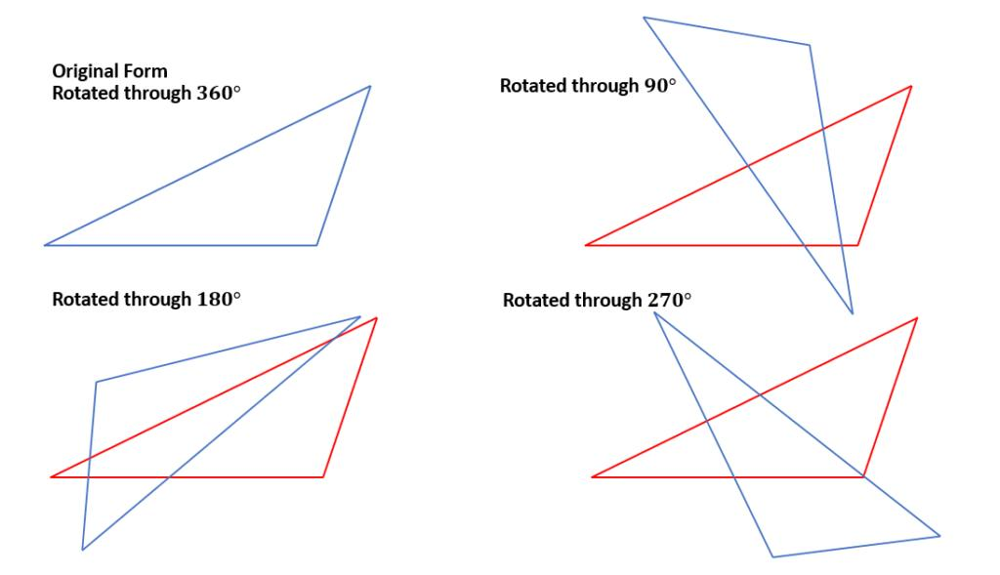 Original Form
Rotated through 360°
Rotated through 90°
Rotated through 180°
Rotated through 270°